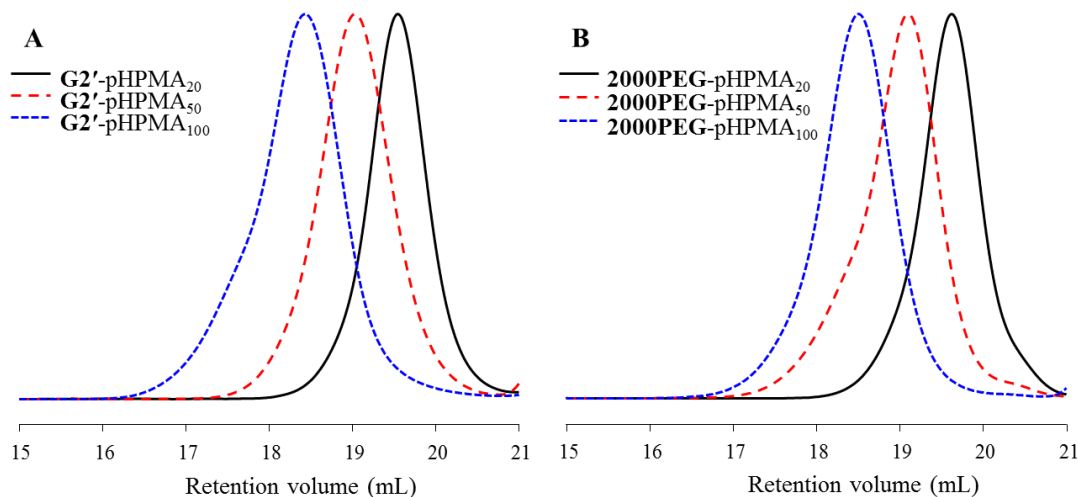 A
G2′-pHPMA20
G2′-pHPMA50
G2′-pHPMA100
15 16 17 18 19 20 21
Retention volume (mL)
B
2000PEG-pHPMA20
2000PEG-pHPMA50
2000PEG-pHPMA100
15 16 17 18 19 20 21
Retention volume (mL)